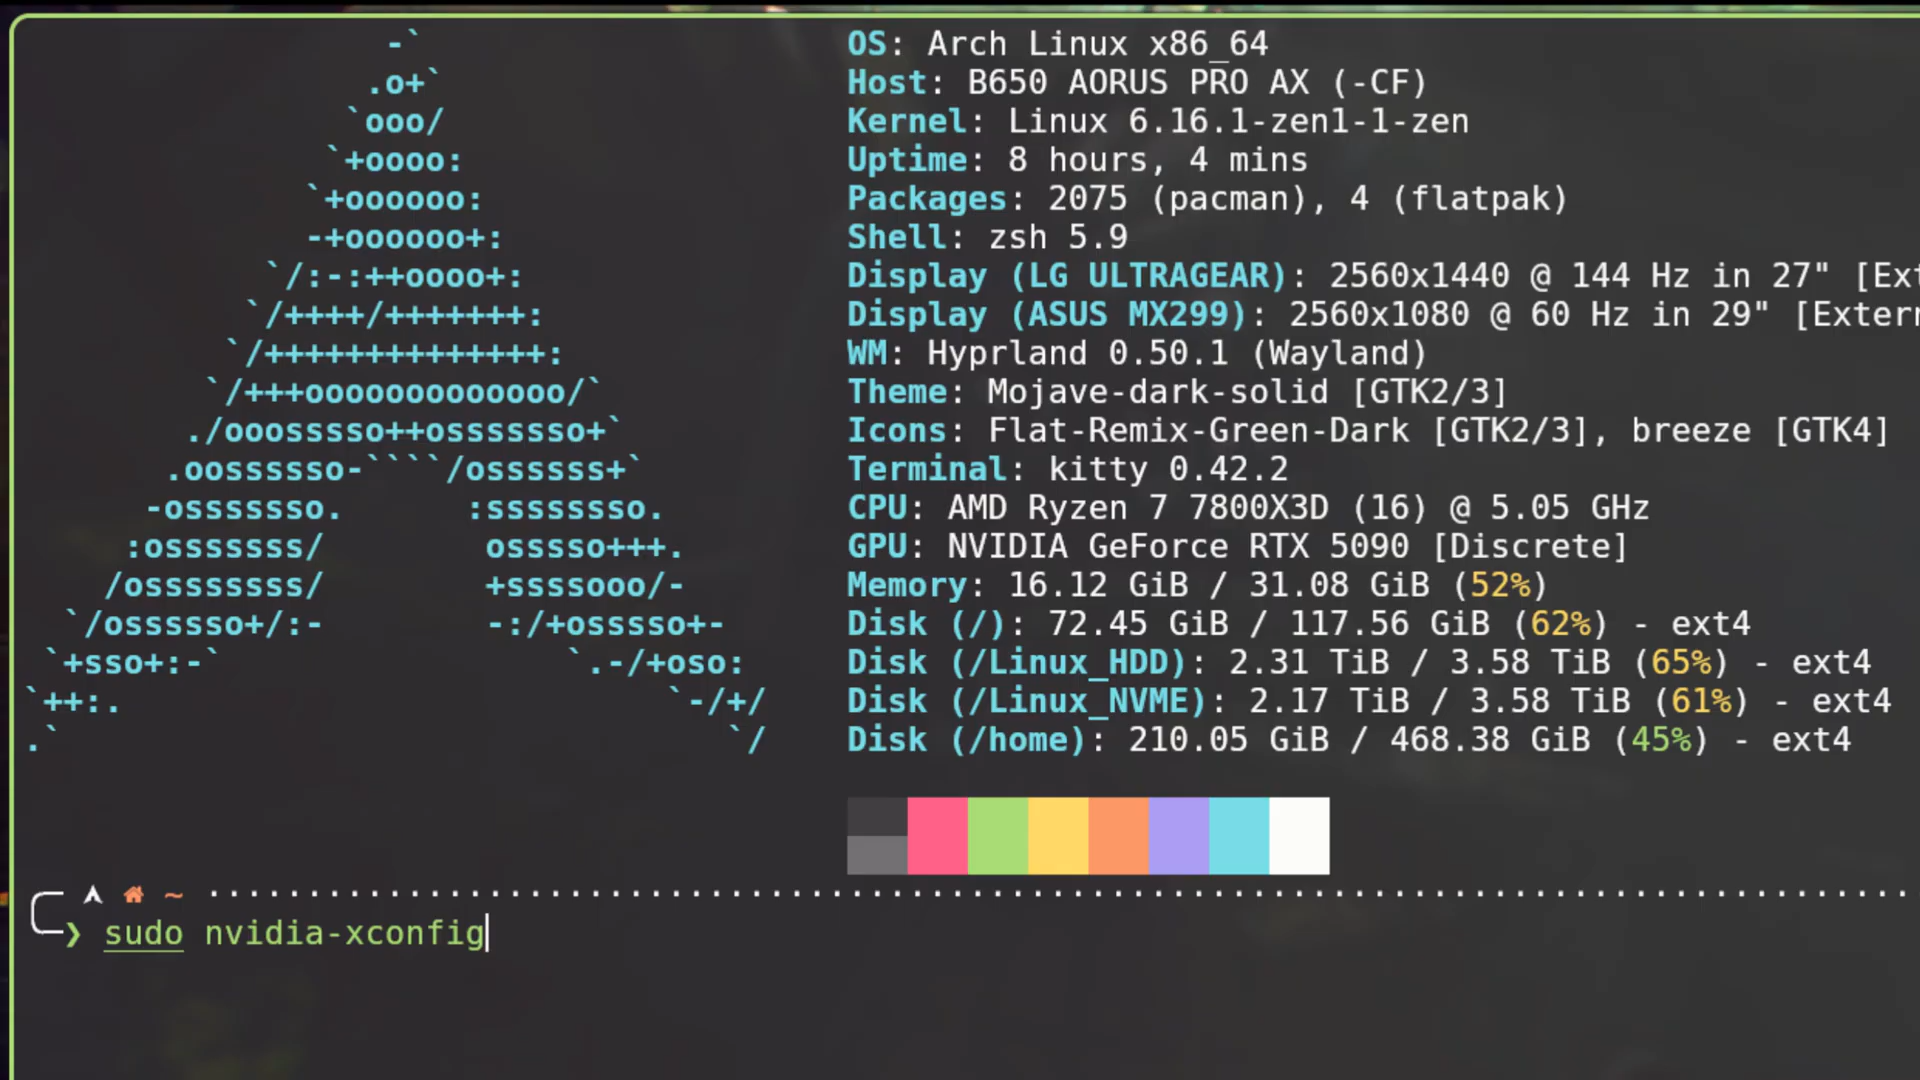 OS: Arch Linux x86_64
Host: B650 AORUS PRO AX (-CF)
Kernel: Linux 6.16.1-zen1-1-zen
Uptime: 8 hours, 4 mins
Packages: 2075 (pacman), 4 (flatpak)
Shell: zsh 5.9
Display (LG ULTRAGEAR): 2560x1440 @ 144 Hz in 27" [Ext
Display (ASUS MX299): 2560x1080 @ 60 Hz in 29" [Extern
WM: Hyprland 0.50.1 (Wayland)
Theme: Mojave-dark-solid [GTK2/3]
Icons: Flat-Remix-Green-Dark [GTK2/3], breeze [GTK4]
Terminal: kitty 0.42.2
CPU: AMD Ryzen 7 7800X3D (16) @ 5.05 GHz
GPU: NVIDIA GeForce RTX 5090 [Discrete]
Memory: 16.12 GiB / 31.08 GiB (52%)
Disk (/): 72.45 GiB / 117.56 GiB (62%) - ext4
Disk (/Linux_HDD): 2.31 TiB / 3.58 TiB (65%) - ext4
Disk (/Linux_NVME): 2.17 TiB / 3.58 TiB (61%) - ext4
Disk (/home): 210.05 GiB / 468.38 GiB (45%) - ext4
~
❯ sudo nvidia-xconfig